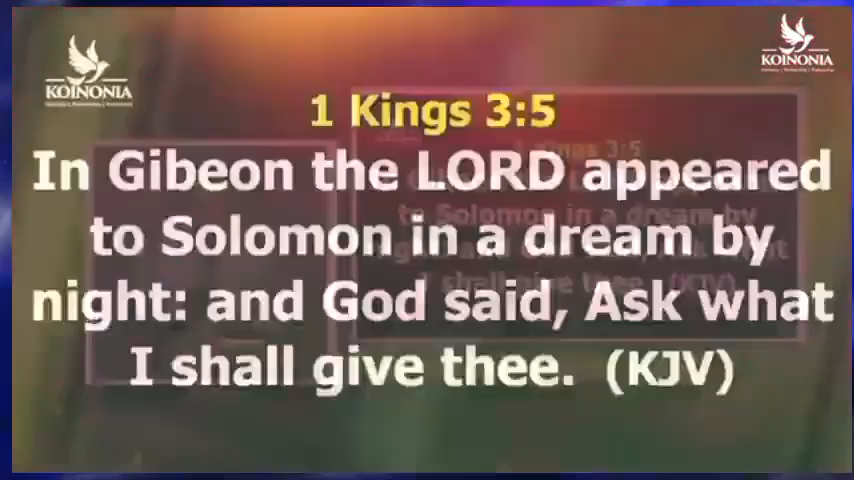 KOINONIA
KOINONIA
1 Kings 3:5
In Gibeon the LORD appeared
to Solomon in a dream by
night: and God said, Ask what
I shall give thee. (KJV)